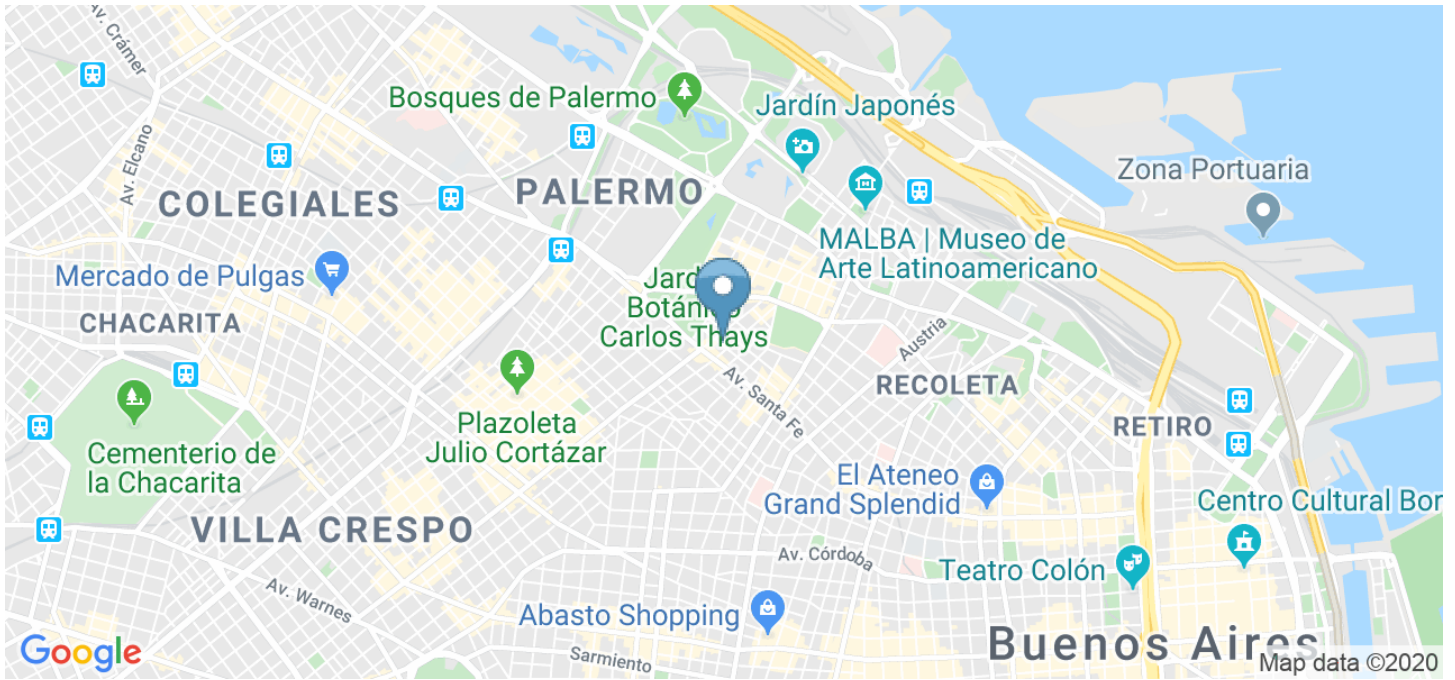 Av. Crámer
Bosques de Palermo
Jardín Japonés
Av. Elcano
Zona Portuaria
COLEGIALES
PALERMO
MALBA | Museo de
Arte Latinoamericano
Mercado de Pulgas
Botánico
Carlos Thays
CHACARITA
Austria
Av. Santa Fe
RECOLETA
Plazoleta
Julio Cortázar
RETIRO
Cementerio de
la Chacarita
El Ateneo
Grand Splendid
Centro Cultural Bor
VILLA CRESPO
Av. Córdoba
Teatro Colón
Av. Warnes
Abasto Shopping
Buenos Aires
Sarmiento
Google
Map data ©2020